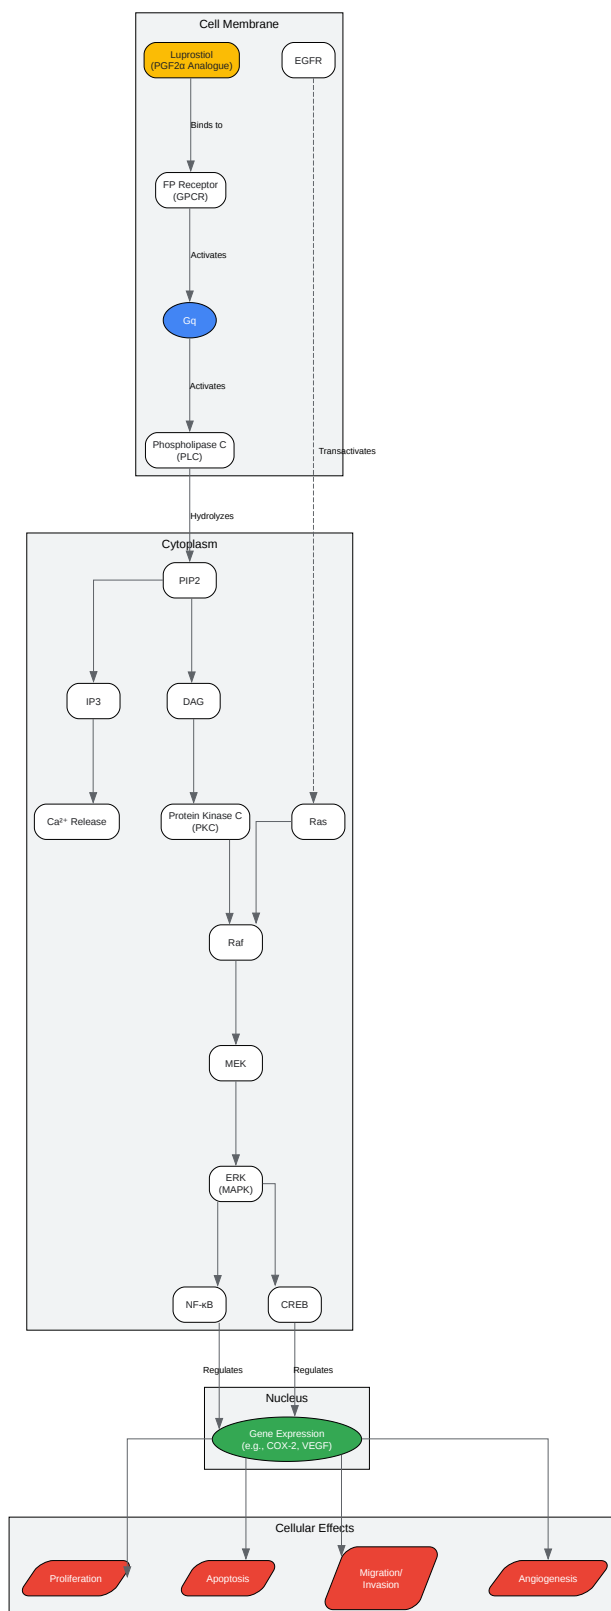 Cell Membrane
Luprostiol
(PGF2α Analogue)
EGFR
Binds to
FP Receptor
(GPCR)
Activates
Gq
Activates
Phospholipase C
(PLC)
Transactivates
Hydrolyzes
Cytoplasm
PIP2
IP3
DAG
Ca²⁺ Release
Protein Kinase C
(PKC)
Ras
Raf
MEK
ERK
(MAPK)
NF-κB
CREB
Regulates
Regulates
Nucleus
Gene Expression
(e.g., COX-2, VEGF)
Cellular Effects
Proliferation
Apoptosis
Migration/
Invasion
Angiogenesis